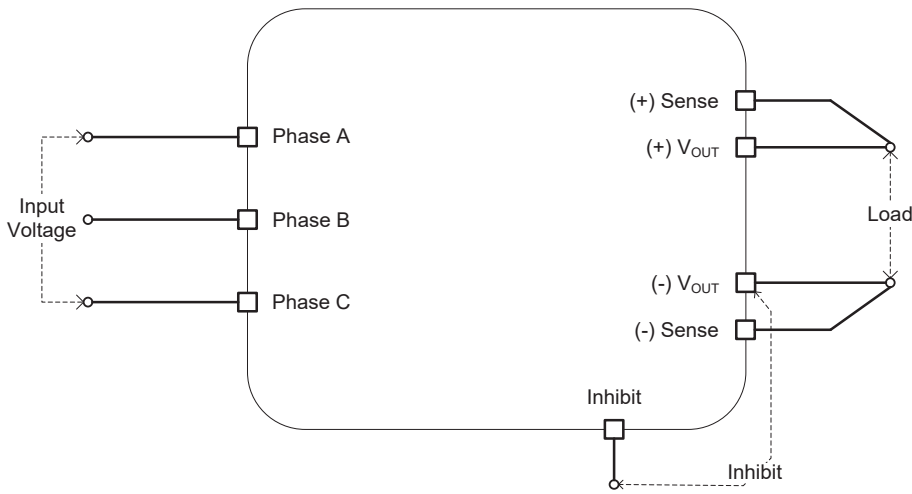 Input
Voltage
Phase A
Phase B
Phase C
(+) Sense
(+) VOUT
Load
(-) VOUT
(-) Sense
Inhibit
Inhibit